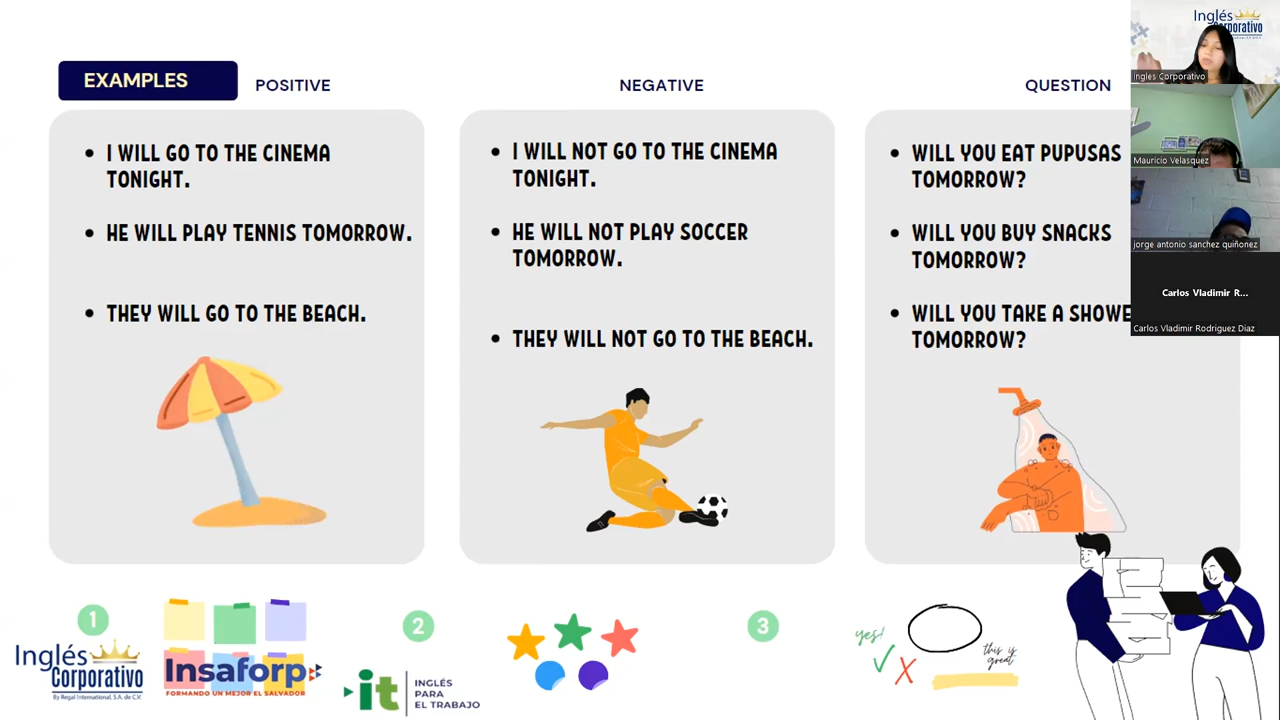 EXAMPLES
POSITIVE
I WILL GO TO THE CINEMA
TONIGHT.
HE WILL PLAY TENNIS TOMORROW.
THEY WILL GO TO THE BEACH.
NEGATIVE
I WILL NOT GO TO THE CINEMA
TONIGHT.
HE WILL NOT PLAY SOCCER
TOMORROW.
THEY WILL NOT GO TO THE BEACH.
QUESTION
WILL YOU EAT PUPUSAS
TOMORROW?
WILL YOU BUY SNACKS
TOMORROW?
WILL YOU TAKE A SHOWE
TOMORROW?
Inglés
Corporativo
Ingles Corporativo
Mauricio Velasquez
jorge antonio sanchez quiñonez
Carlos Vladimir R...
Carlos Vladimir Rodriguez Diaz
1
2
3
Inglés
Corporativo
By Regal International, S.A. de C.V.
Insaforp
FORMANDO UN MEJOR EL SALVADOR
it
INGLÉS
PARA
EL TRABAJO
yes!
this is
great